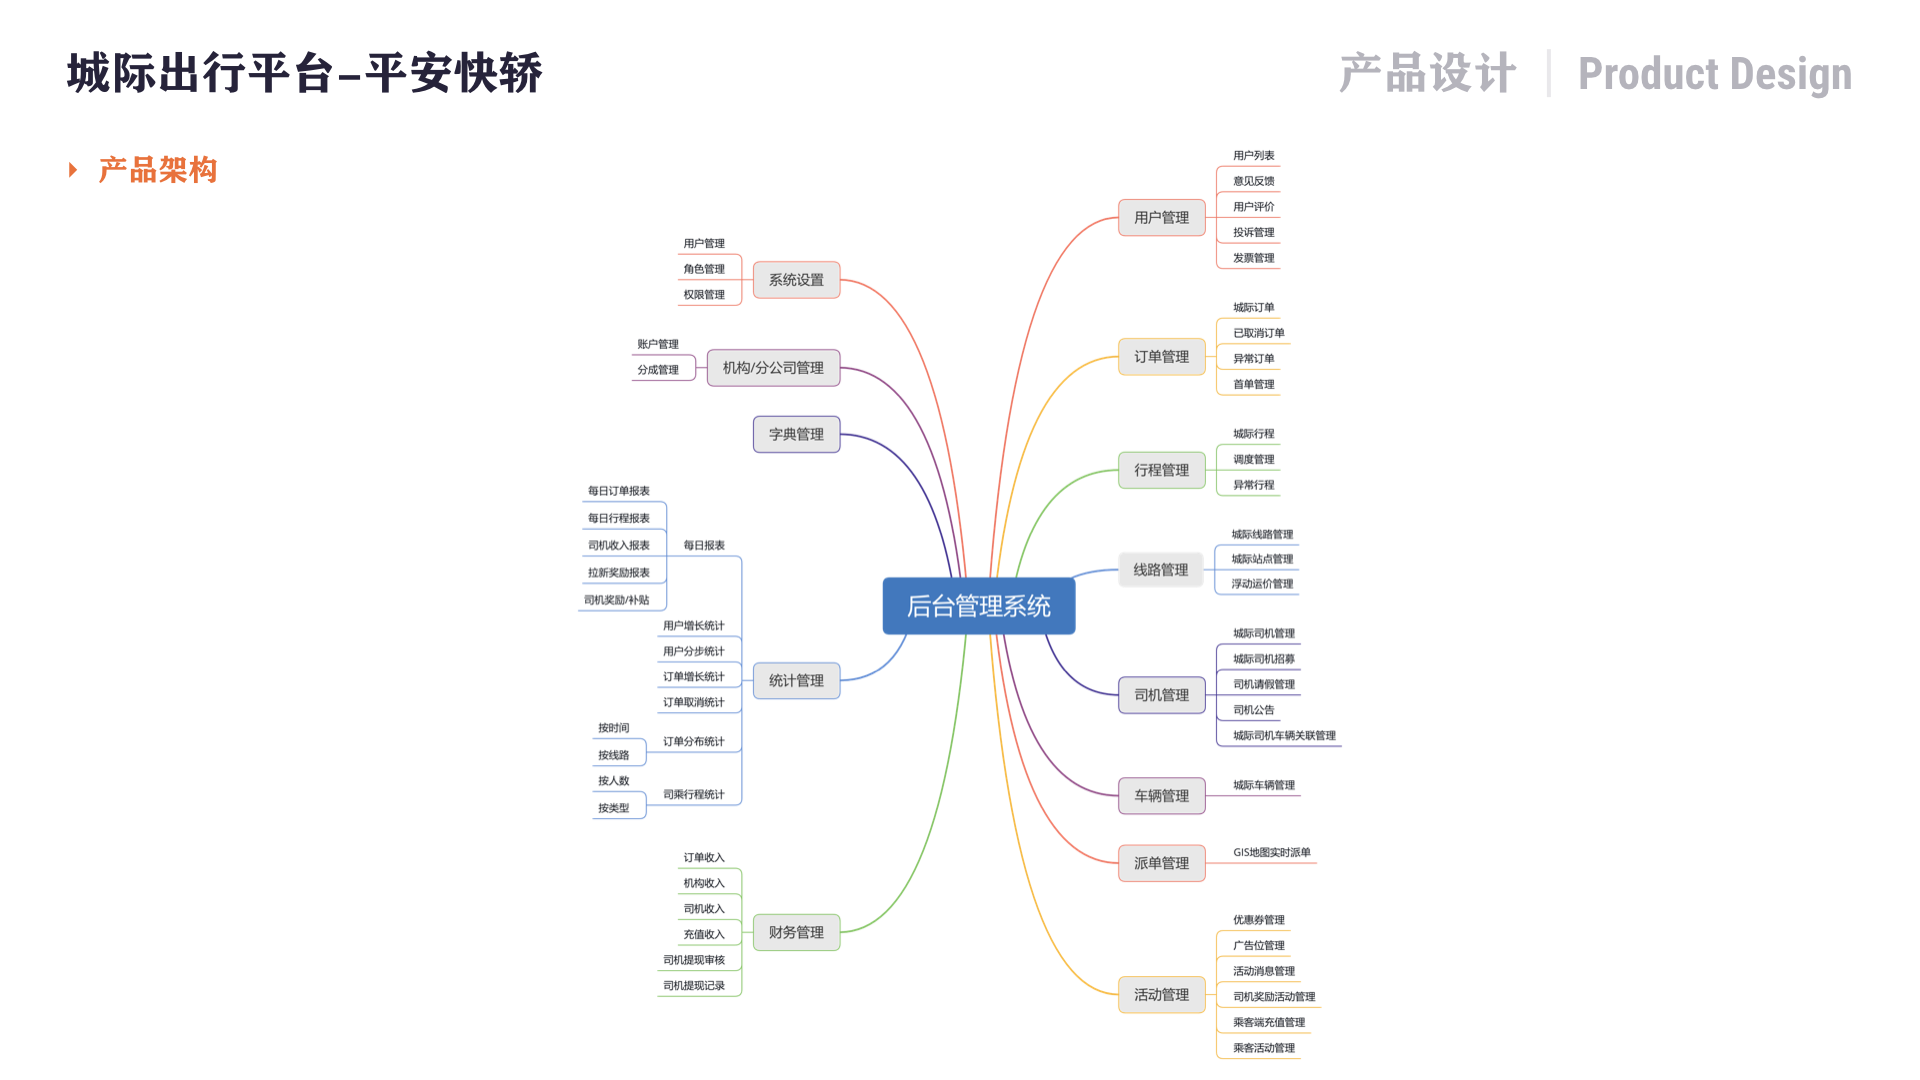 城际出行平台–平安快轿
产品设计
Product Design
产品架构
后台管理系统
系统设置
用户管理
角色管理
权限管理
机构/分公司管理
账户管理
分成管理
字典管理
统计管理
每日报表
每日订单报表
每日行程报表
司机收入报表
拉新奖励报表
司机奖励/补贴
用户增长统计
用户分步统计
订单增长统计
订单取消统计
订单分布统计
按时间
按线路
司乘行程统计
按人数
按类型
财务管理
订单收入
机构收入
司机收入
充值收入
司机提现审核
司机提现记录
用户管理
用户列表
意见反馈
用户评价
投诉管理
发票管理
订单管理
城际订单
已取消订单
异常订单
首单管理
行程管理
城际行程
调度管理
异常行程
线路管理
城际线路管理
城际站点管理
浮动运价管理
司机管理
城际司机管理
城际司机招募
司机请假管理
司机公告
城际司机车辆关联管理
车辆管理
城际车辆管理
派单管理
GIS地图实时派单
活动管理
优惠券管理
广告位管理
活动消息管理
司机奖励活动管理
乘客端充值管理
乘客活动管理